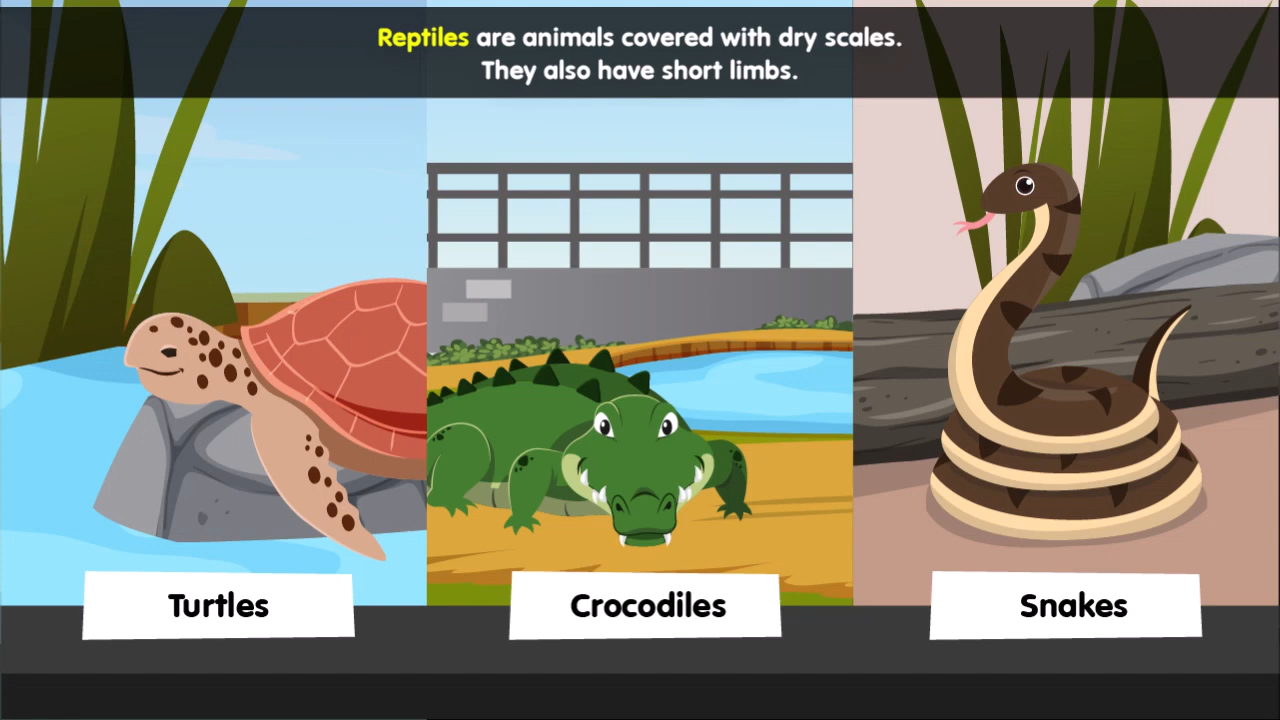 Reptiles are animals covered with dry scales.
They also have short limbs.
Turtles
Crocodiles
Snakes